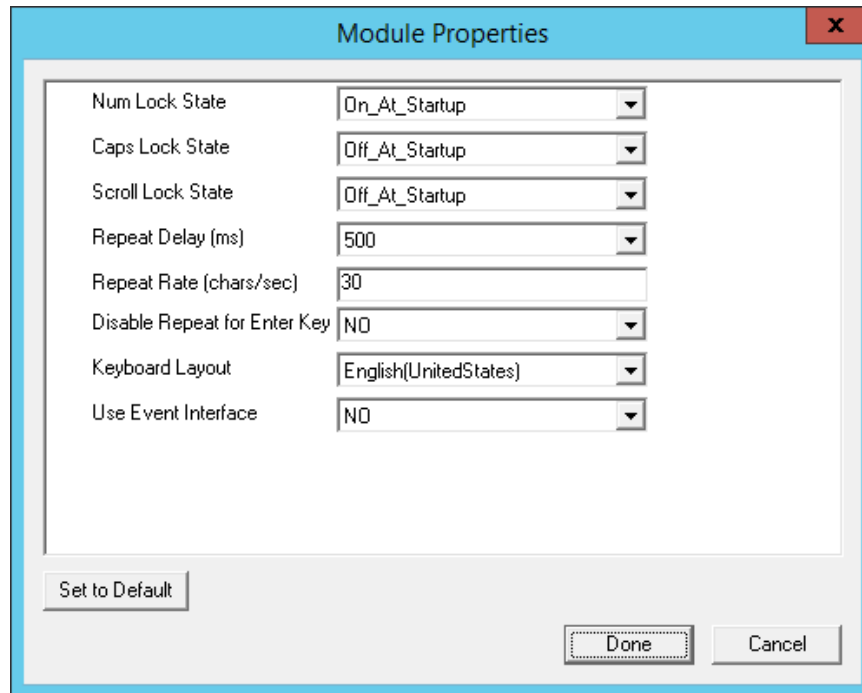 Module Properties
x
Num Lock State On_At_Startup
Caps Lock State Off_At_Startup
Scroll Lock State Off_At_Startup
Repeat Delay (ms) 500
Repeat Rate (chars/sec) 30
Disable Repeat for Enter Key NO
Keyboard Layout English(UnitedStates)
Use Event Interface NO
Set to Default
Done Cancel